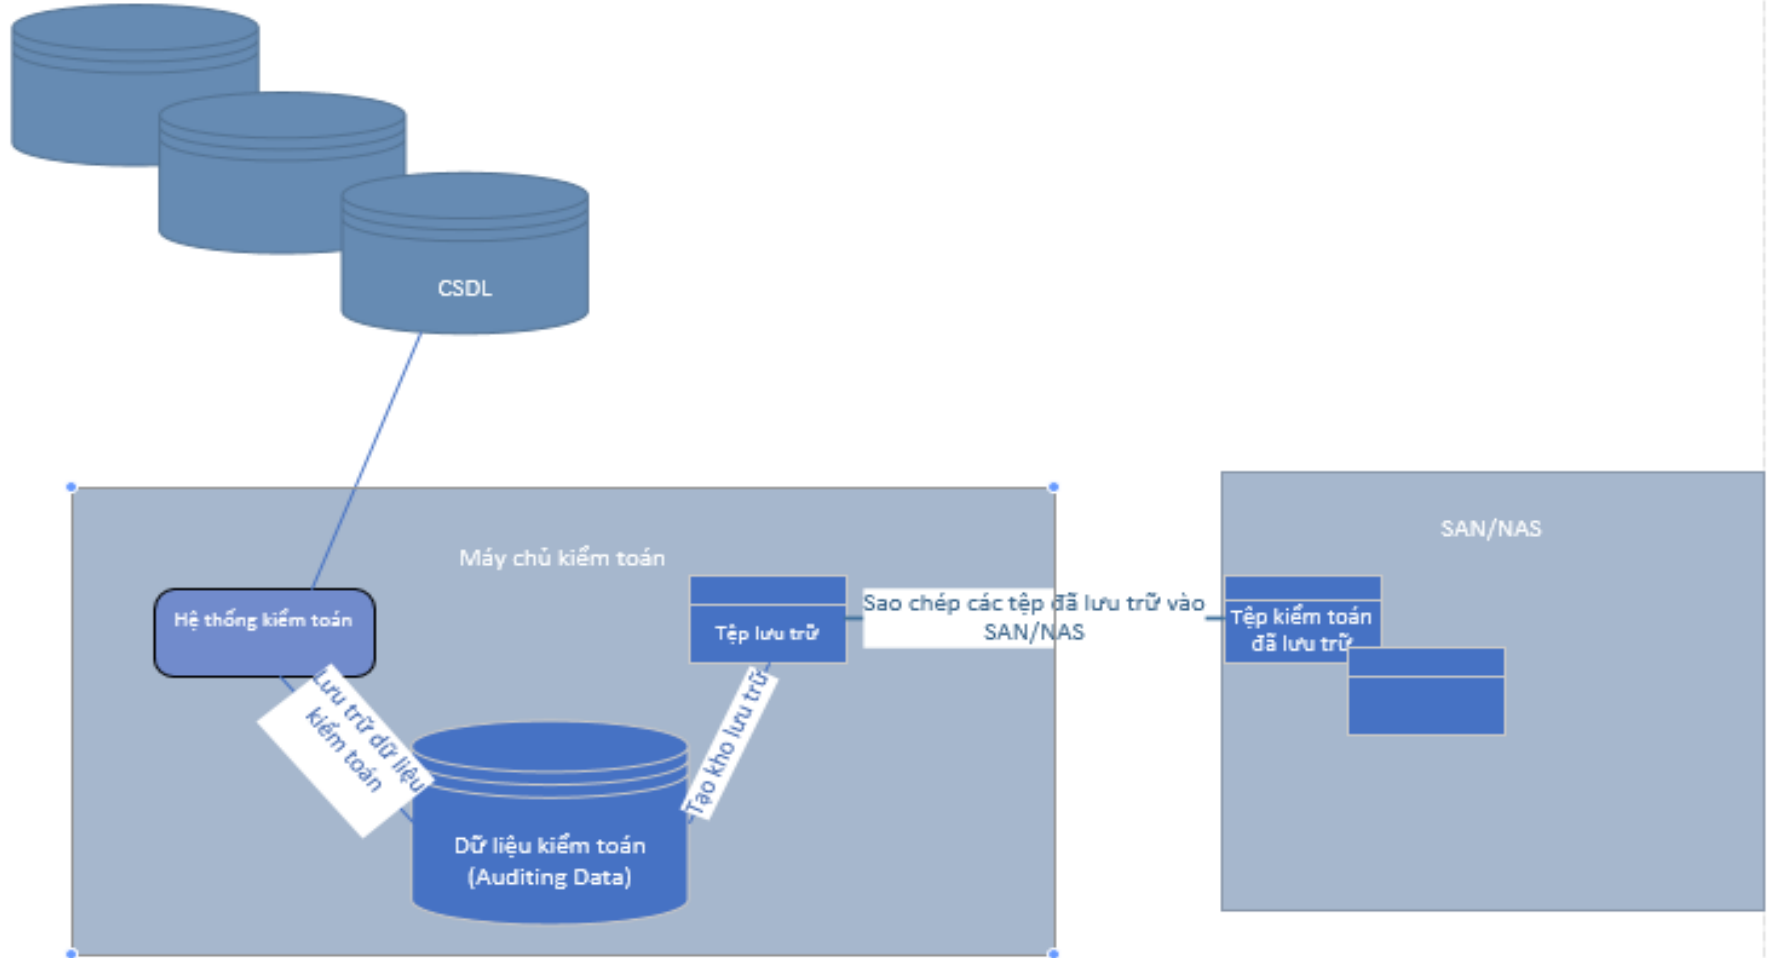 CSDL
Máy chủ kiểm toán
SAN/NAS
Hệ thống kiểm toán
Tệp lưu trữ
Sao chép các tệp đã lưu trữ vào
SAN/NAS
Tệp kiểm toán
đã lưu trữ
Lưu trữ dữ liệu
kiểm toán
Tạo kho lưu trữ
Dữ liệu kiểm toán
(Auditing Data)